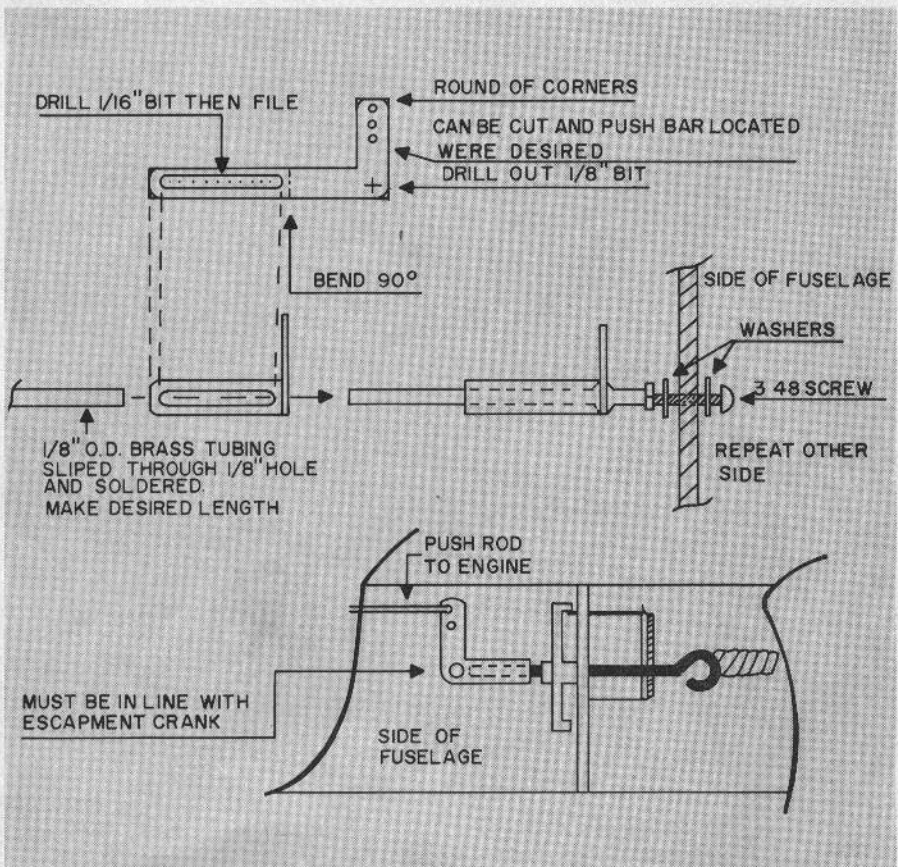 DRILL 1/16" BIT THEN FILE
ROUND OF CORNERS
CAN BE CUT AND PUSH BAR LOCATED
WERE DESIRED
DRILL OUT 1/8" BIT
BEND 90°
SIDE OF FUSELAGE
WASHERS
3 48 SCREW
1/8" O.D. BRASS TUBING
SLIPED THROUGH 1/8" HOLE
AND SOLDERED.
MAKE DESIRED LENGTH
REPEAT OTHER
SIDE
PUSH ROD
TO ENGINE
MUST BE IN LINE WITH
ESCAPMENT CRANK
SIDE OF
FUSELAGE